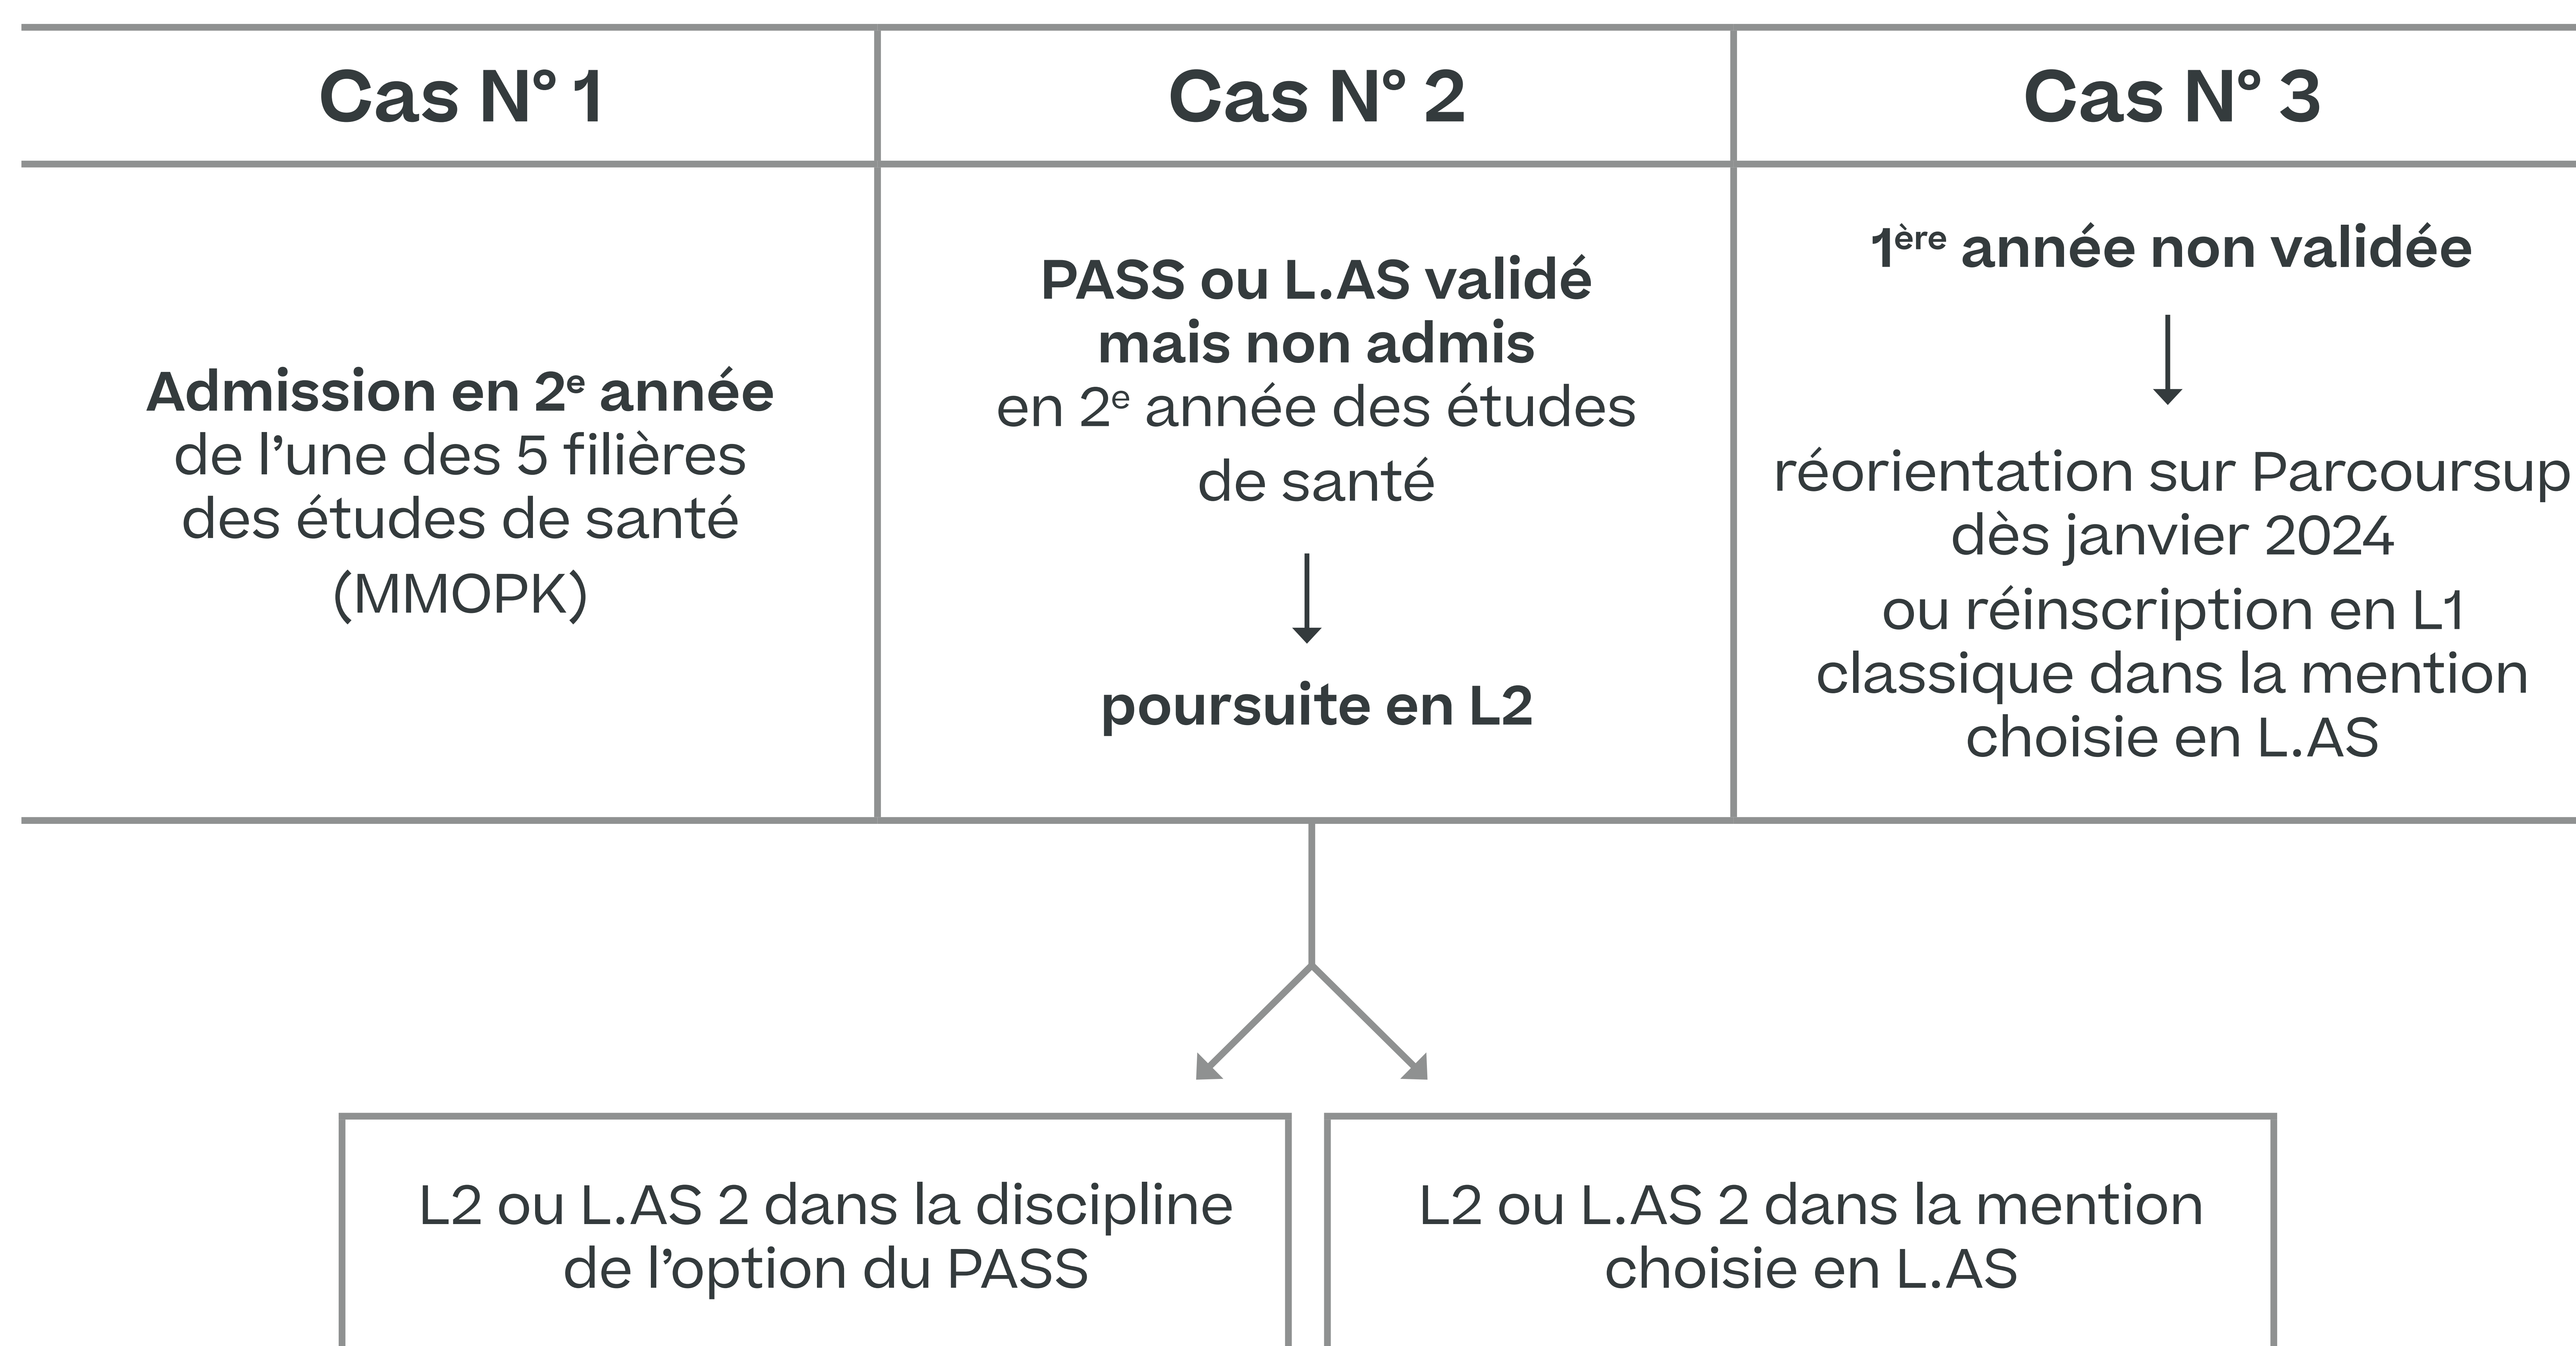 Cas N° 1
Cas N° 2
Cas N° 3
Admission en 2e année
de l’une des 5 filières
des études de santé
(MMOPK)
PASS ou L.AS validé
mais non admis
en 2e année des études
de santé
poursuite en L2
1ère année non validée
réorientation sur Parcoursup
dès janvier 2024
ou réinscription en L1
classique dans la mention
choisie en L.AS
L2 ou L.AS 2 dans la discipline
de l’option du PASS
L2 ou L.AS 2 dans la mention
choisie en L.AS